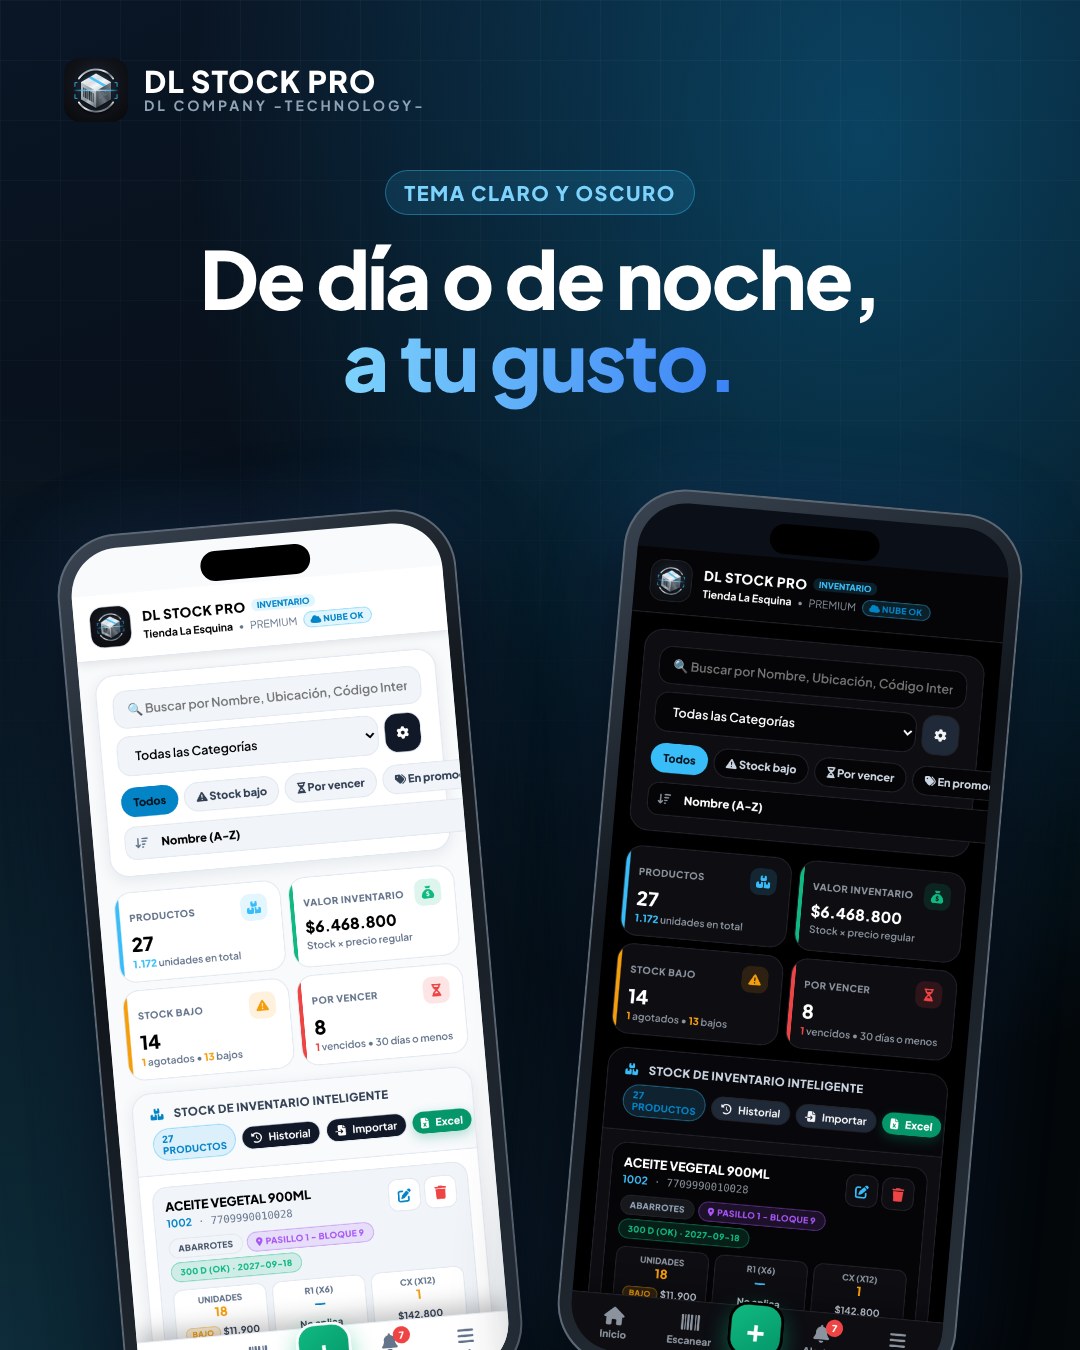 DL STOCK PRO
DL COMPANY -TECHNOLOGY-
TEMA CLARO Y OSCURO
De día o de noche,
a tu gusto.
DL STOCK PRO INVENTARIO
Tienda La Esquina • PREMIUM NUBE OK
Buscar por Nombre, Ubicación, Código Inter
Todas las Categorías
Todos Stock bajo Por vencer En promo
Nombre (A-Z)
PRODUCTOS
27
1.172 unidades en total
VALOR INVENTARIO
$6.468.800
Stock × precio regular
STOCK BAJO
14
1 agotados • 13 bajos
POR VENCER
8
1 vencidos • 30 días o menos
STOCK DE INVENTARIO INTELIGENTE
27
PRODUCTOS
Historial Importar Excel
ACEITE VEGETAL 900ML
1002 · 7709990010028
ABARROTES PASILLO 1 - BLOQUE 9
300 D (OK) · 2027-09-18
UNIDADES R1 (X6) CX (X12)
18 — 1
BAJO $11.900 No aplica $142.800
7
DL STOCK PRO INVENTARIO
Tienda La Esquina • PREMIUM NUBE OK
Buscar por Nombre, Ubicación, Código Inter
Todas las Categorías
Todos Stock bajo Por vencer En promo
Nombre (A-Z)
PRODUCTOS
27
1.172 unidades en total
VALOR INVENTARIO
$6.468.800
Stock × precio regular
STOCK BAJO
14
1 agotados • 13 bajos
POR VENCER
8
1 vencidos • 30 días o menos
STOCK DE INVENTARIO INTELIGENTE
27
PRODUCTOS
Historial Importar Excel
ACEITE VEGETAL 900ML
1002 · 7709990010028
ABARROTES PASILLO 1 - BLOQUE 9
300 D (OK) · 2027-09-18
UNIDADES R1 (X6) CX (X12)
18 — 1
BAJO $11.900 No aplica $142.800
Inicio Escanear + 7